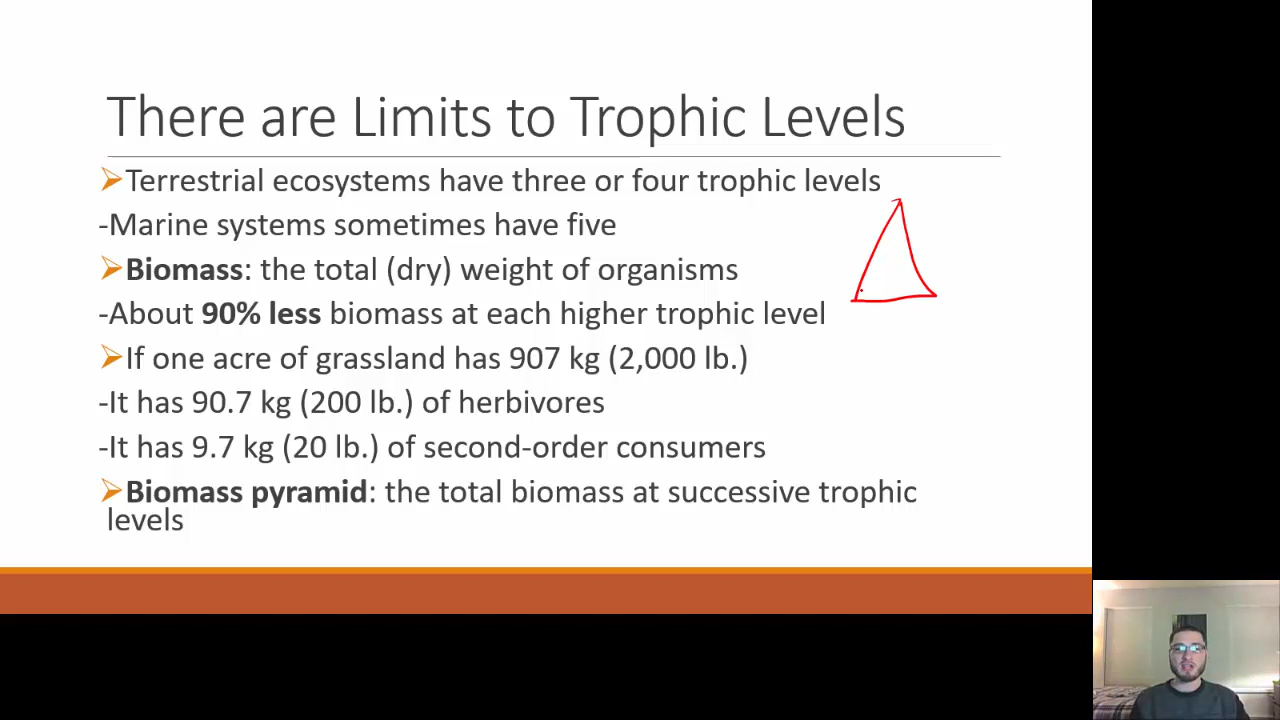 There are Limits to Trophic Levels
➢Terrestrial ecosystems have three or four trophic levels
-Marine systems sometimes have five
➢Biomass: the total (dry) weight of organisms
-About 90% less biomass at each higher trophic level
➢If one acre of grassland has 907 kg (2,000 lb.)
-It has 90.7 kg (200 lb.) of herbivores
-It has 9.7 kg (20 lb.) of second-order consumers
➢Biomass pyramid: the total biomass at successive trophic
levels